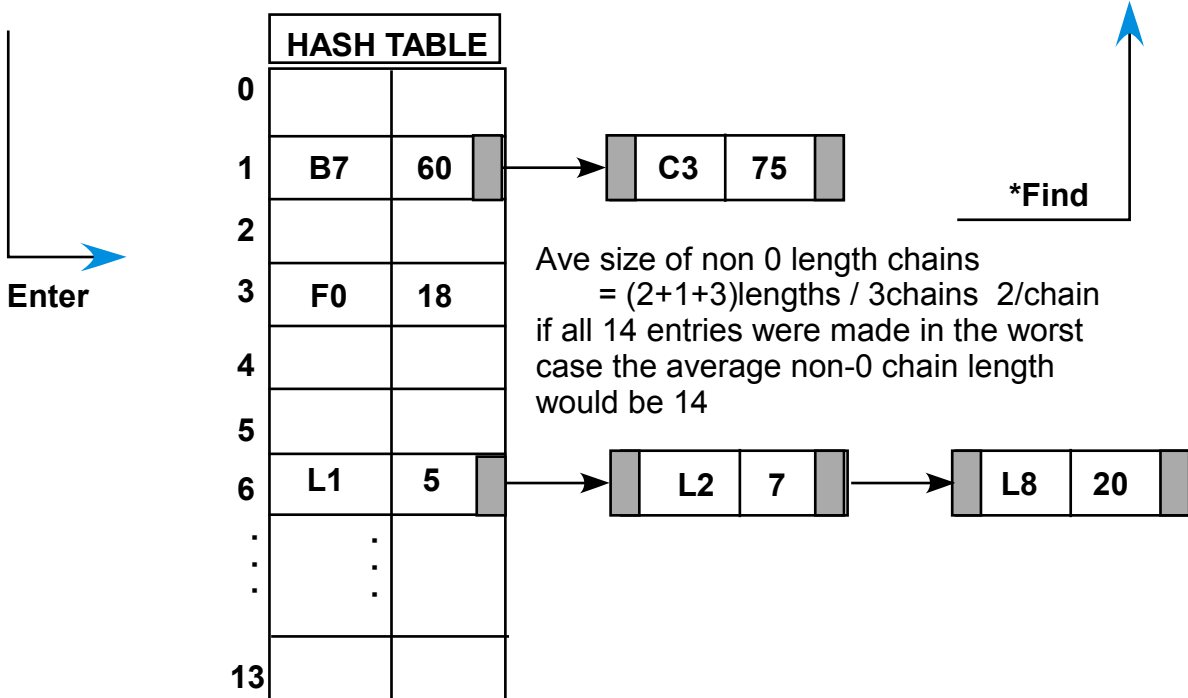 HASH TABLE
0
1 B7 60 C3 75
*Find
2
Enter
3 F0 18
Ave size of non 0 length chains
= (2+1+3)lengths / 3chains 2/chain
if all 14 entries were made in the worst
case the average non-0 chain length
would be 14
4
5
6 L1 5 L2 7 L8 20
. .
. .
. .
13